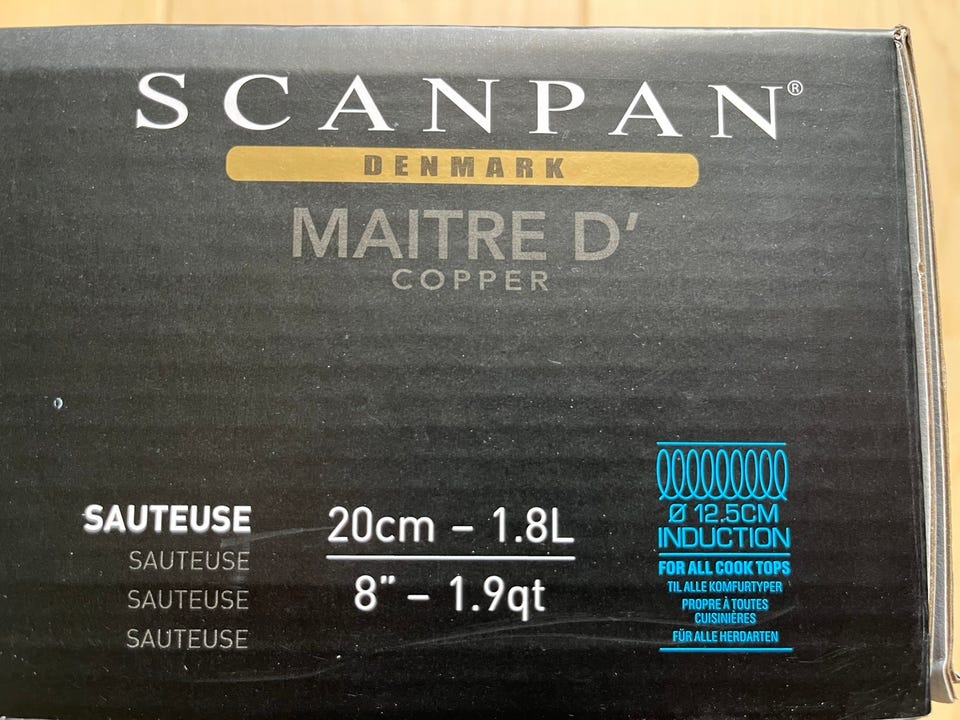 SCANPAN®
DENMARK
MAITRE D'
COPPER
SAUTEUSE
SAUTEUSE
SAUTEUSE
SAUTEUSE
20cm – 1.8L
8" – 1.9qt
Ø 12.5CM
INDUCTION
FOR ALL COOK TOPS
TIL ALLE KOMFURTYPER
PROPRE À TOUTES
CUISINIÈRES
FÜR ALLE HERDARTEN